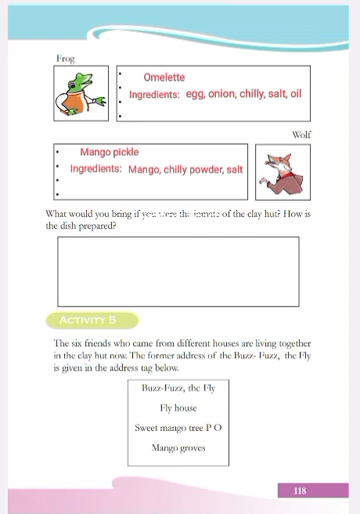 Frog
Omelette
Ingredients: egg, onion, chilly, salt, oil
Wolf
Mango pickle
Ingredients: Mango, chilly powder, salt
What would you bring if you were the inmate of the clay hut? How is
the dish prepared?
ACTIVITY 5
The six friends who came from different houses are living together
in the clay hut now. The former address of the Buzz- Fuzz, the Fly
is given in the address tag below.
Buzz-Fuzz, the Fly
Fly house
Sweet mango tree P O
Mango groves
118